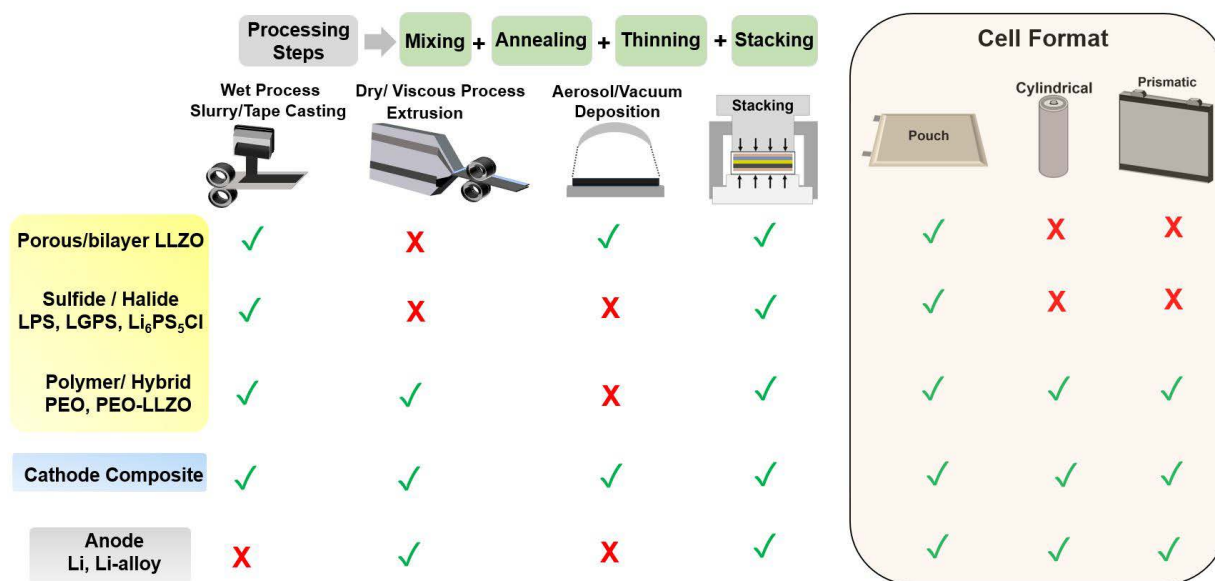 Processing
Steps
Mixing + Annealing + Thinning + Stacking
Cell Format
Wet Process
Slurry/Tape Casting
Dry/ Viscous Process
Extrusion
Aerosol/Vacuum
Deposition
Stacking
Pouch
Cylindrical
Prismatic
Porous/bilayer LLZO
✓ X ✓ ✓ ✓ X X
Sulfide / Halide
LPS, LGPS, Li₆PS₅Cl
✓ X X ✓ ✓ X X
Polymer/ Hybrid
PEO, PEO-LLZO
✓ ✓ X ✓ ✓ ✓ ✓
Cathode Composite
✓ ✓ ✓ ✓ ✓ ✓ ✓
Anode
Li, Li-alloy
X ✓ X ✓ ✓ ✓ ✓